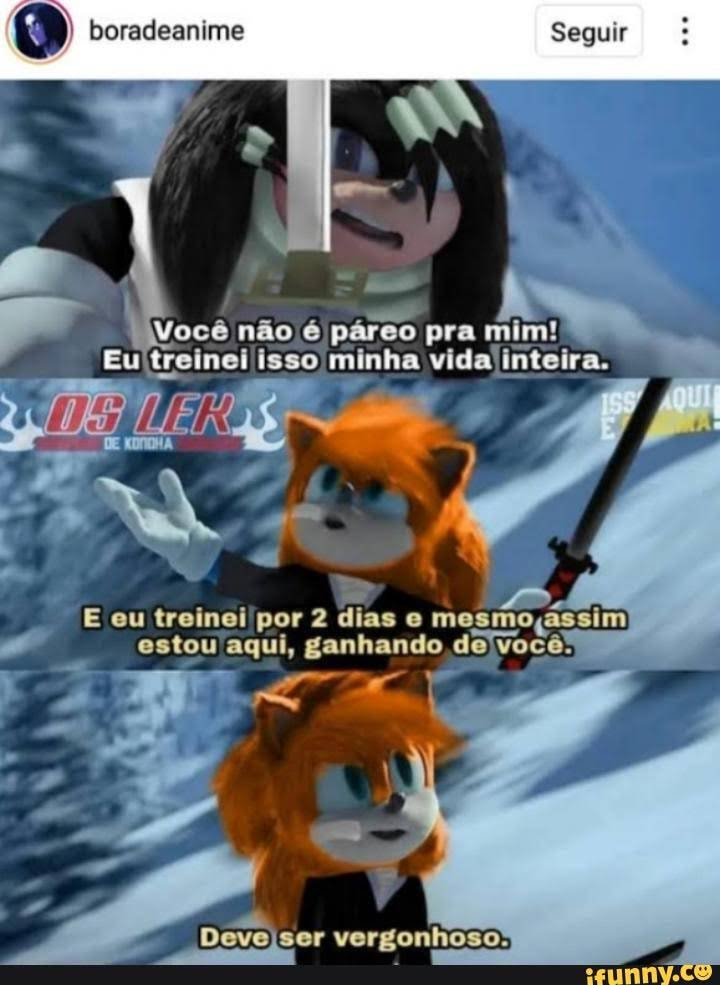 boradeanime
Seguir
Você não é páreo pra mim!
Eu treinei isso minha vida inteira.
OS LEK
DE KONOHA
AQUI
E eu treinei por 2 dias e mesmo assim
estou aqui, ganhando de você.
Deve ser vergonhoso.
ifunny.co